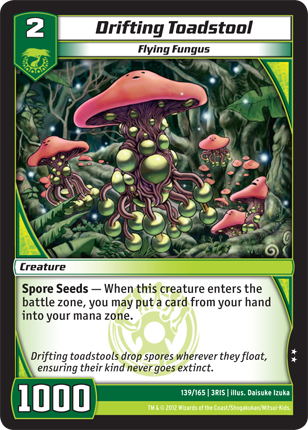 2
Drifting Toadstool
Flying Fungus
Creature
Spore Seeds — When this creature enters the
battle zone, you may put a card from your hand
into your mana zone.
Drifting toadstools drop spores wherever they float,
ensuring their kind never goes extinct.
1000
139/165 | 3RIS | illus. Daisuke Izuka
TM & © 2012 Wizards of the Coast/Shogakukan/Mitsui-Kids